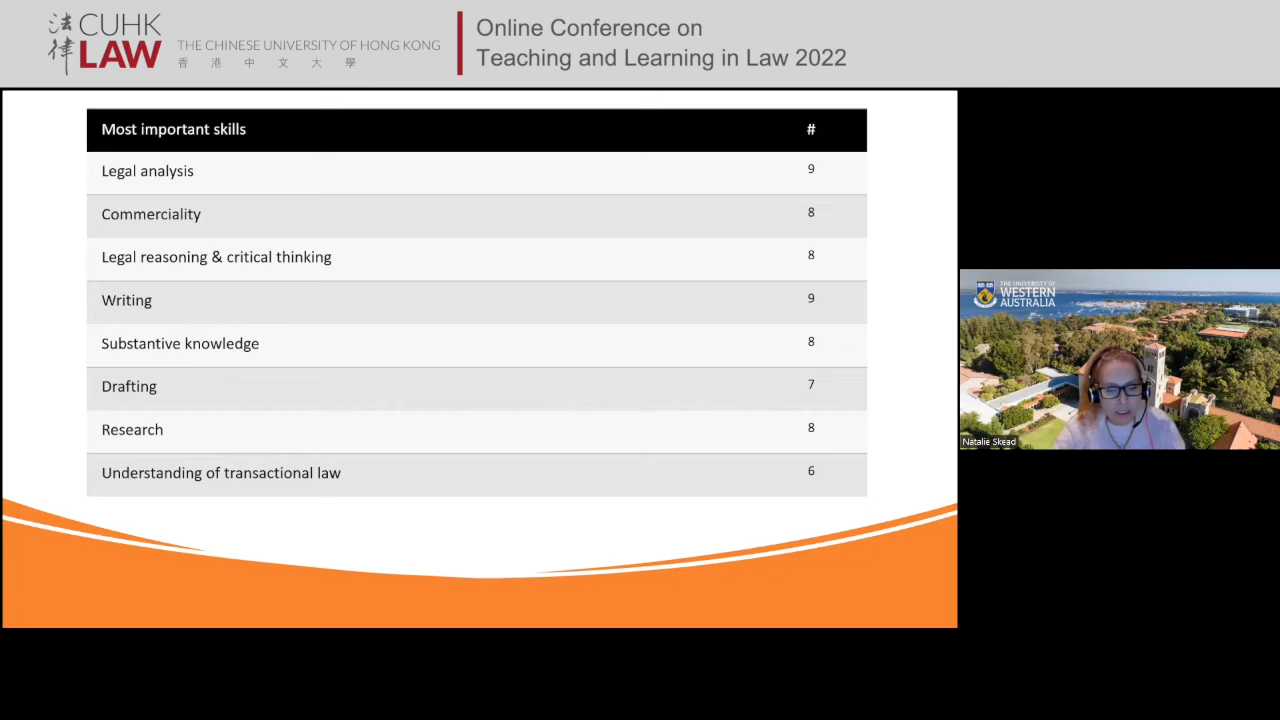 法律
CUHK
LAW
THE CHINESE UNIVERSITY OF HONG KONG
香港中文大學
Online Conference on
Teaching and Learning in Law 2022
Most important skills #
Legal analysis 9
Commerciality 8
Legal reasoning & critical thinking 8
Writing 9
Substantive knowledge 8
Drafting 7
Research 8
Understanding of transactional law 6
THE UNIVERSITY OF
WESTERN
AUSTRALIA
Natalie Skead